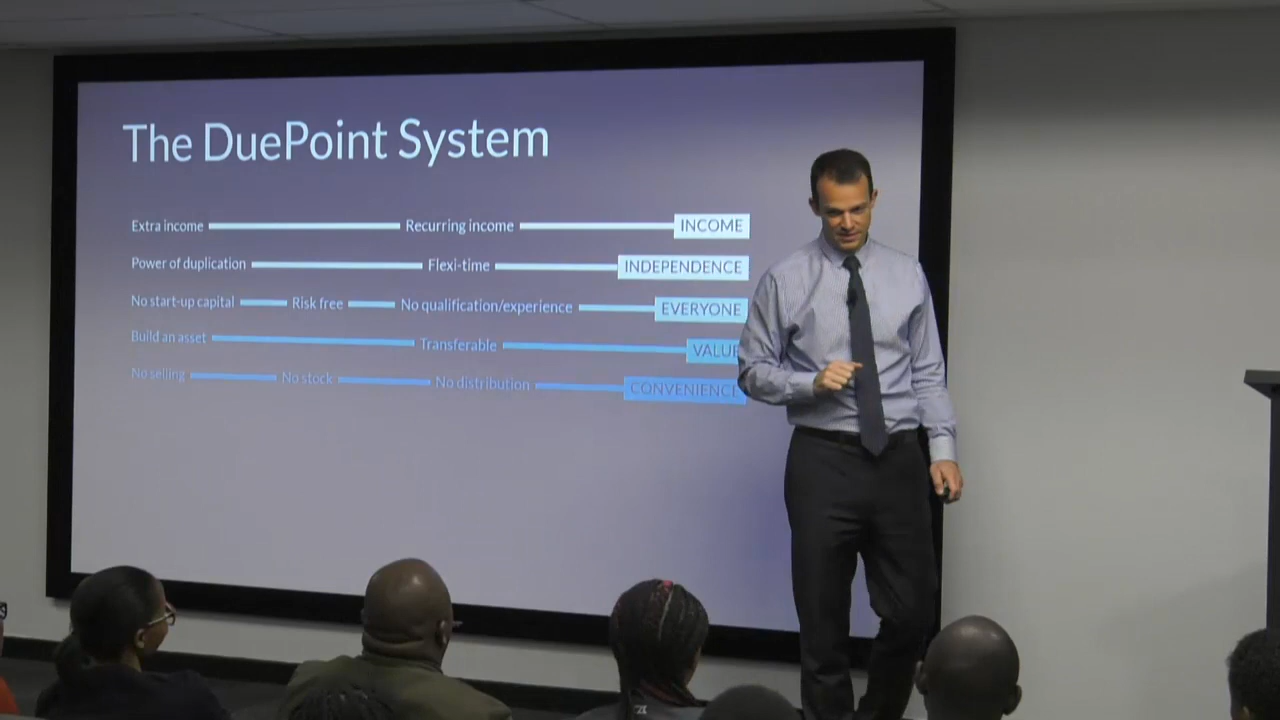 The DuePoint System
Extra income Recurring income INCOME
Power of duplication Flexi-time INDEPENDENCE
No start-up capital Risk free No qualification/experience EVERYONE
Build an asset Transferable VALUE
No selling No stock No distribution CONVENIENCE